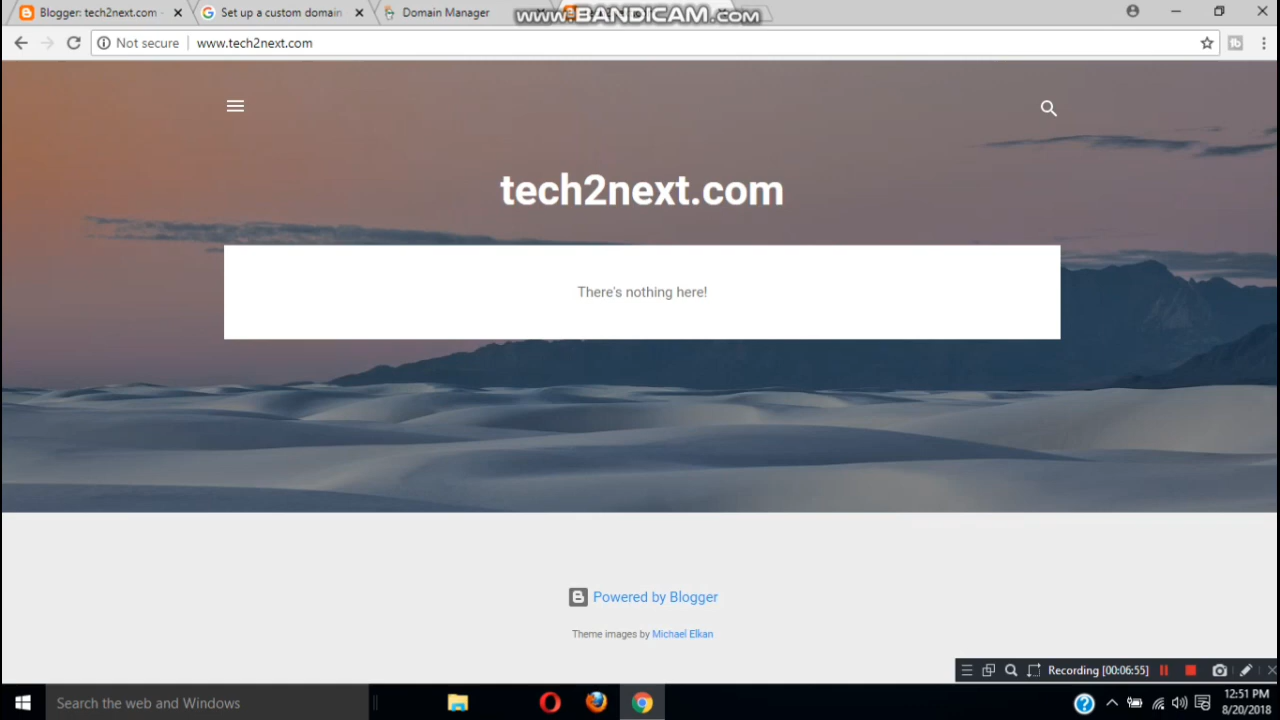 Blogger: tech2next.com -
Set up a custom domain
Domain Manager
www.BANDICAM.com
Not secure
www.tech2next.com
tech2next.com
There's nothing here!
Powered by Blogger
Theme images by Michael Elkan
Recording [00:06:55]
Search the web and Windows
12:51 PM
8/20/2018